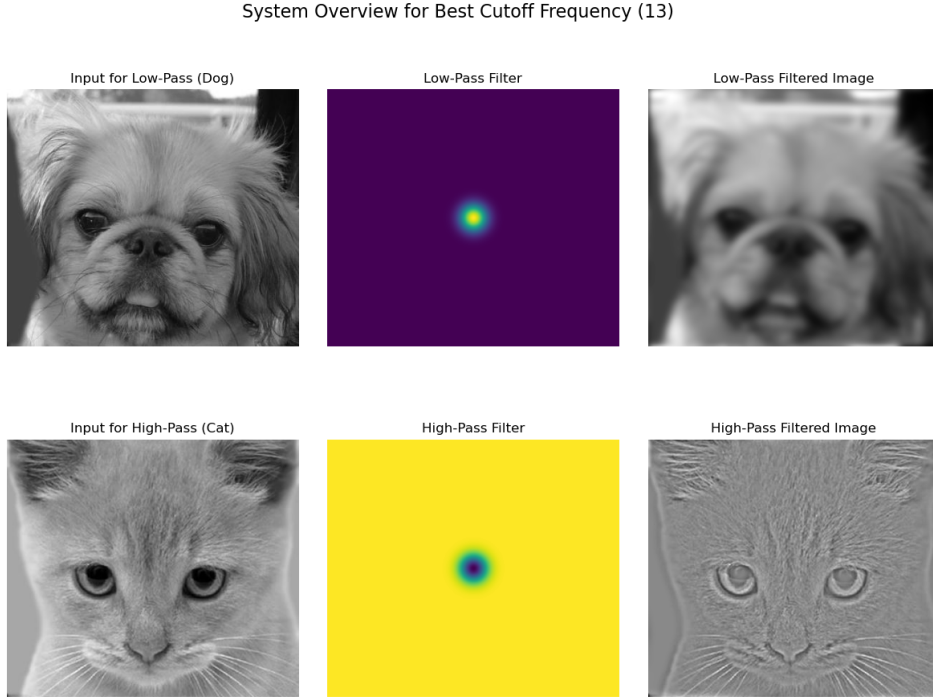 System Overview for Best Cutoff Frequency (13)
Input for Low-Pass (Dog)
Low-Pass Filter
Low-Pass Filtered Image
Input for High-Pass (Cat)
High-Pass Filter
High-Pass Filtered Image